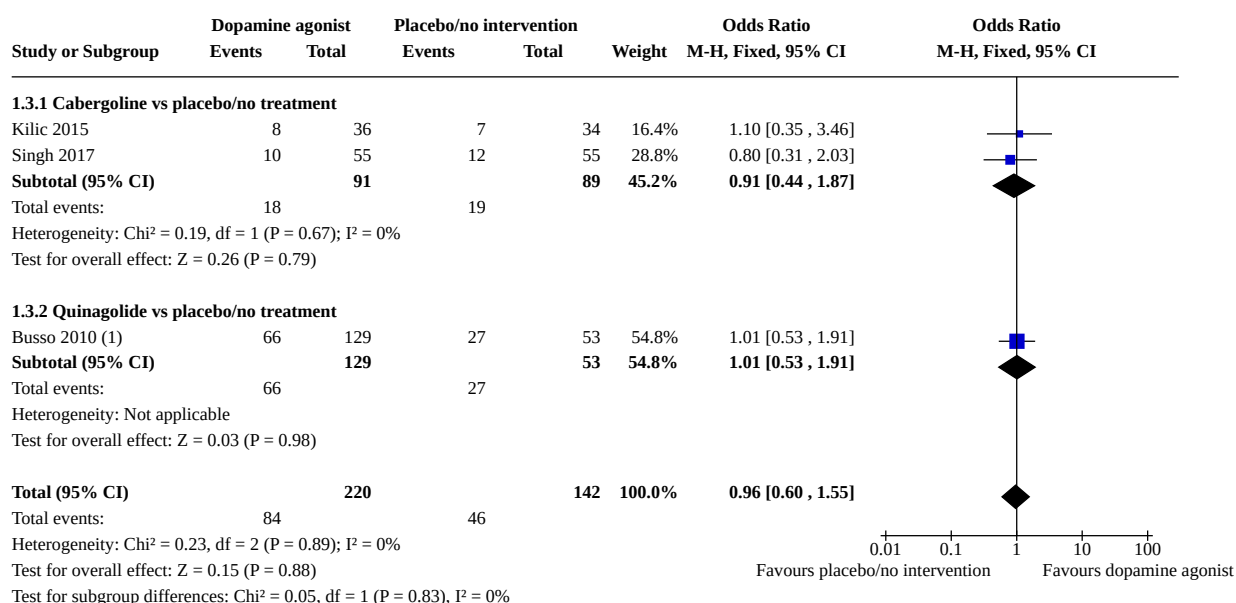 Dopamine agonist Placebo/no intervention Odds Ratio Odds Ratio
Study or Subgroup Events Total Events Total Weight M-H, Fixed, 95% CI M-H, Fixed, 95% CI
1.3.1 Cabergoline vs placebo/no treatment
Kilic 2015 8 36 7 34 16.4% 1.10 [0.35 , 3.46]
Singh 2017 10 55 12 55 28.8% 0.80 [0.31 , 2.03]
Subtotal (95% CI) 91 89 45.2% 0.91 [0.44 , 1.87]
Total events: 18 19
Heterogeneity: Chi² = 0.19, df = 1 (P = 0.67); I² = 0%
Test for overall effect: Z = 0.26 (P = 0.79)
1.3.2 Quinagolide vs placebo/no treatment
Busso 2010 (1) 66 129 27 53 54.8% 1.01 [0.53 , 1.91]
Subtotal (95% CI) 129 53 54.8% 1.01 [0.53 , 1.91]
Total events: 66 27
Heterogeneity: Not applicable
Test for overall effect: Z = 0.03 (P = 0.98)
Total (95% CI) 220 142 100.0% 0.96 [0.60 , 1.55]
Total events: 84 46
Heterogeneity: Chi² = 0.23, df = 2 (P = 0.89); I² = 0%
0.01 0.1 1 10 100
Test for overall effect: Z = 0.15 (P = 0.88) Favours placebo/no intervention Favours dopamine agonist
Test for subgroup differences: Chi² = 0.05, df = 1 (P = 0.83), I² = 0%